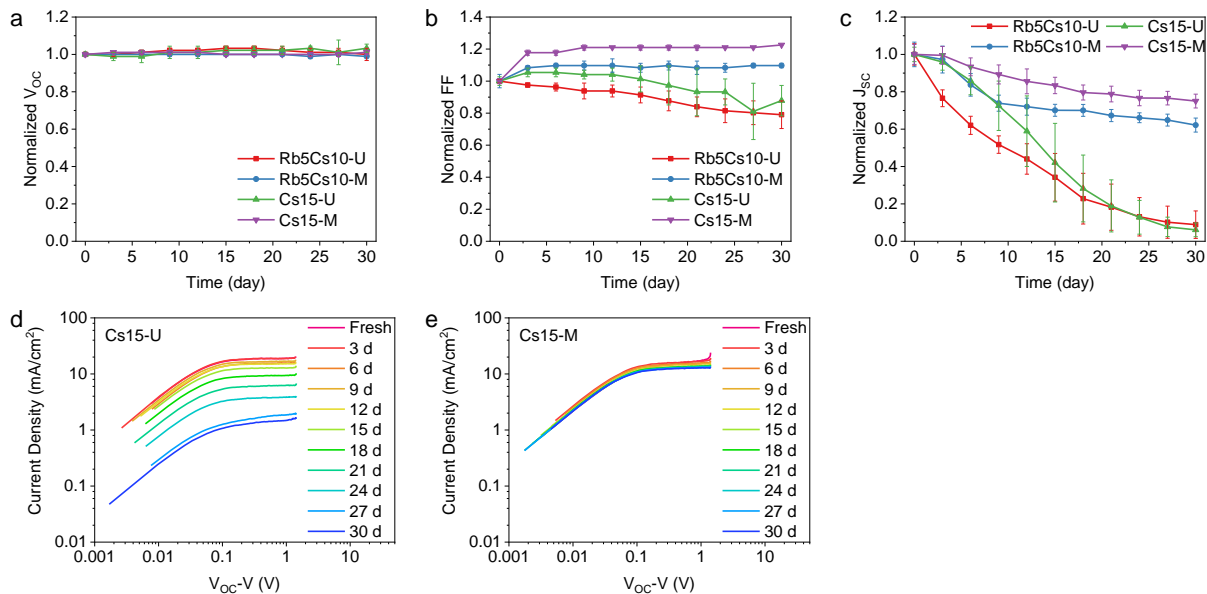 a
Normalized V_OC
1.2
1.0
0.8
0.6
0.4
0.2
0.0
0 5 10 15 20 25 30
Time (day)
Rb5Cs10-U
Rb5Cs10-M
Cs15-U
Cs15-M
b
Normalized FF
1.6
1.4
1.2
1.0
0.8
0.6
0.4
0.2
0.0
0 5 10 15 20 25 30
Time (day)
Rb5Cs10-U
Rb5Cs10-M
Cs15-U
Cs15-M
c
Normalized J_SC
1.2
1.0
0.8
0.6
0.4
0.2
0.0
0 5 10 15 20 25 30
Time (day)
Rb5Cs10-U Cs15-U
Rb5Cs10-M Cs15-M
d
Cs15-U
Current Density (mA/cm²)
100
10
1
0.1
0.01
0.001 0.01 0.1 1 10
V_OC-V (V)
Fresh
3 d
6 d
9 d
12 d
15 d
18 d
21 d
24 d
27 d
30 d
e
Cs15-M
Current Density (mA/cm²)
100
10
1
0.1
0.01
0.001 0.01 0.1 1 10
V_OC-V (V)
Fresh
3 d
6 d
9 d
12 d
15 d
18 d
21 d
24 d
27 d
30 d